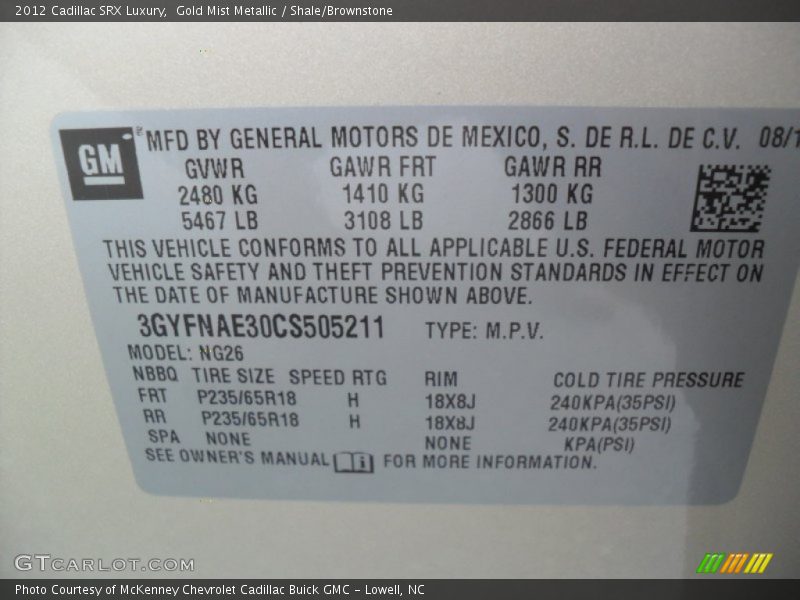 2012 Cadillac SRX Luxury, Gold Mist Metallic / Shale/Brownstone
GM MFD BY GENERAL MOTORS DE MEXICO, S. DE R.L. DE C.V. 08/1
GVWR GAWR FRT GAWR RR
2480 KG 1410 KG 1300 KG
5467 LB 3108 LB 2866 LB
THIS VEHICLE CONFORMS TO ALL APPLICABLE U.S. FEDERAL MOTOR
VEHICLE SAFETY AND THEFT PREVENTION STANDARDS IN EFFECT ON
THE DATE OF MANUFACTURE SHOWN ABOVE.
3GYFNAE30CS505211 TYPE: M.P.V.
MODEL: NG26
NBBQ TIRE SIZE SPEED RTG RIM COLD TIRE PRESSURE
FRT P235/65R18 H 18X8J 240KPA(35PSI)
RR P235/65R18 H 18X8J 240KPA(35PSI)
SPA NONE NONE KPA(PSI)
SEE OWNER'S MANUAL FOR MORE INFORMATION.
GTCARLOT.COM
Photo Courtesy of McKenney Chevrolet Cadillac Buick GMC - Lowell, NC